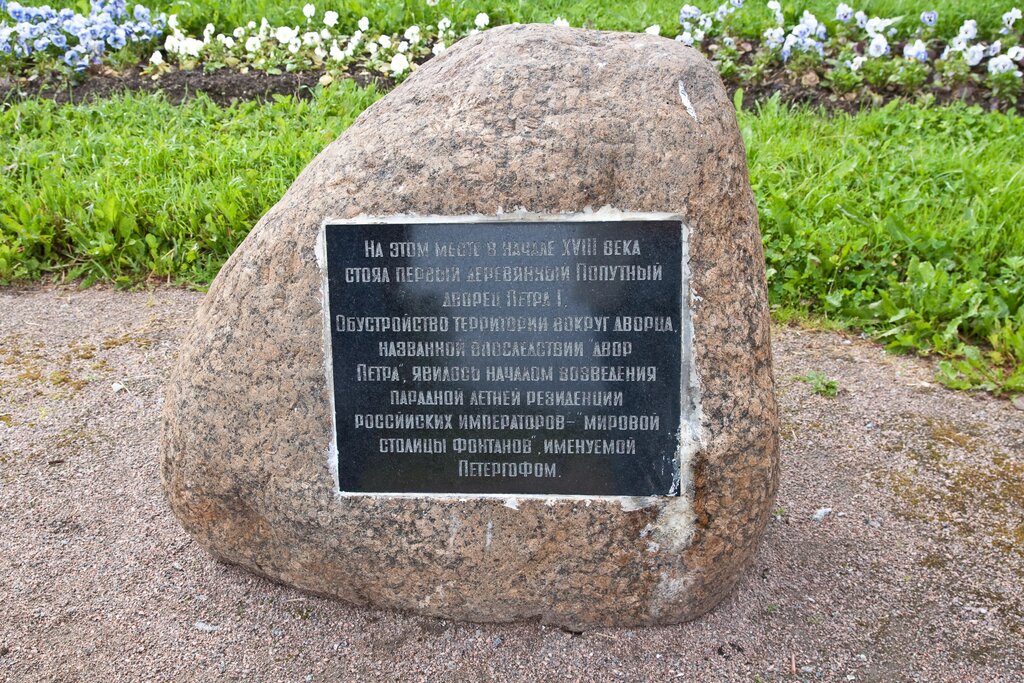 На этом месте в начале XVIII века
стоял первый деревянный Попутный
дворец Петра I.
Обустройство территории вокруг дворца,
названной впоследствии "двор
Петра", явилось началом возведения
парадной летней резиденции
российских императоров-"мировой
столицы фонтанов", именуемой
Петергофом.